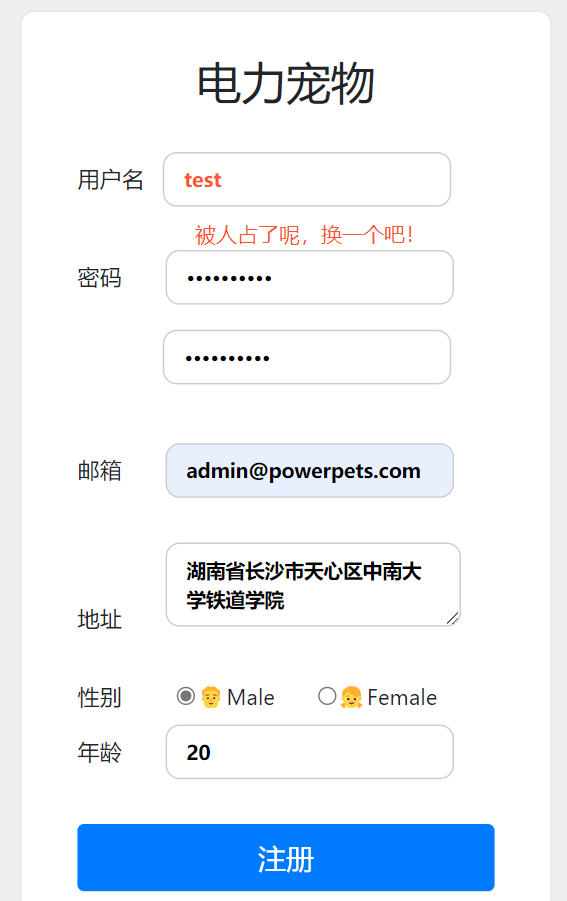 电力宠物
用户名 test
被人占了呢，换一个吧！
密码 ••••••••••
••••••••••
邮箱 admin@powerpets.com
湖南省长沙市天心区中南大
学铁道学院
地址
性别 Male Female
年龄 20
注册